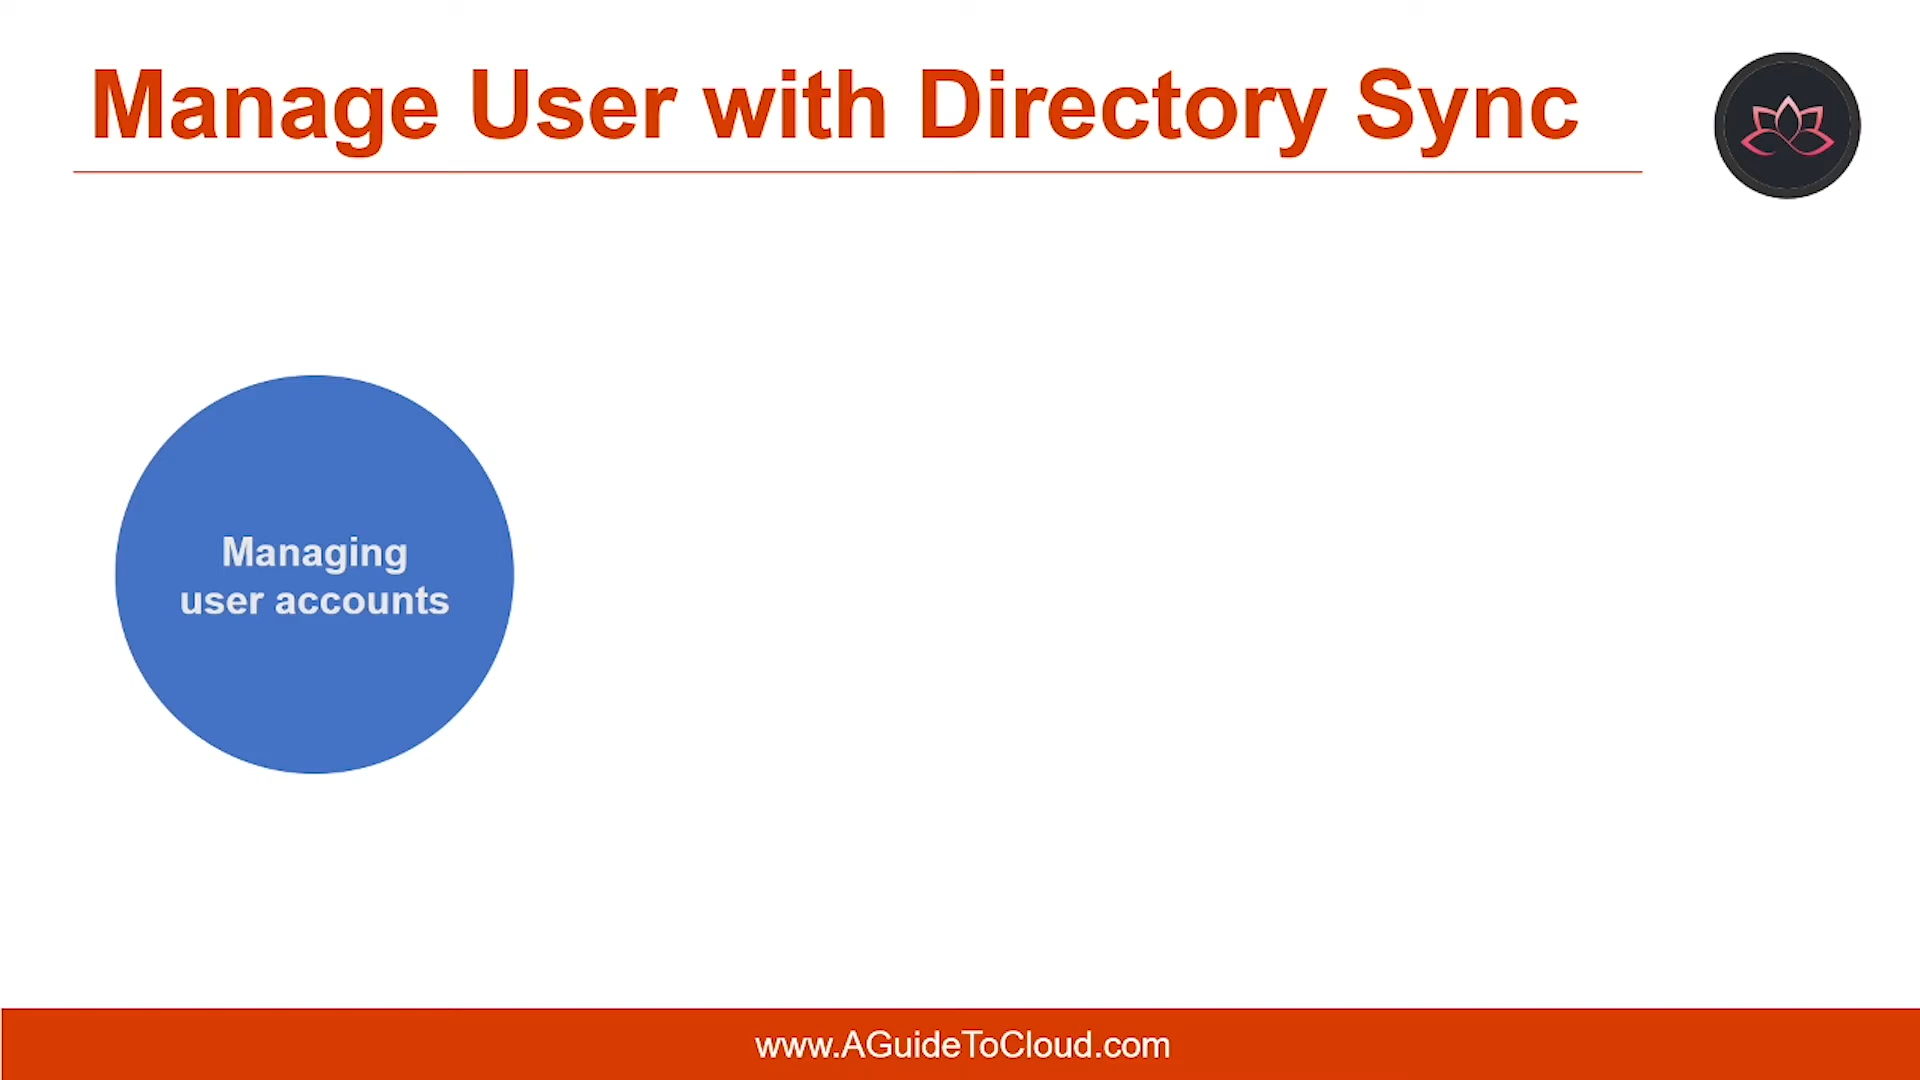 Manage User with Directory Sync
Managing
user accounts
www.AGuideToCloud.com